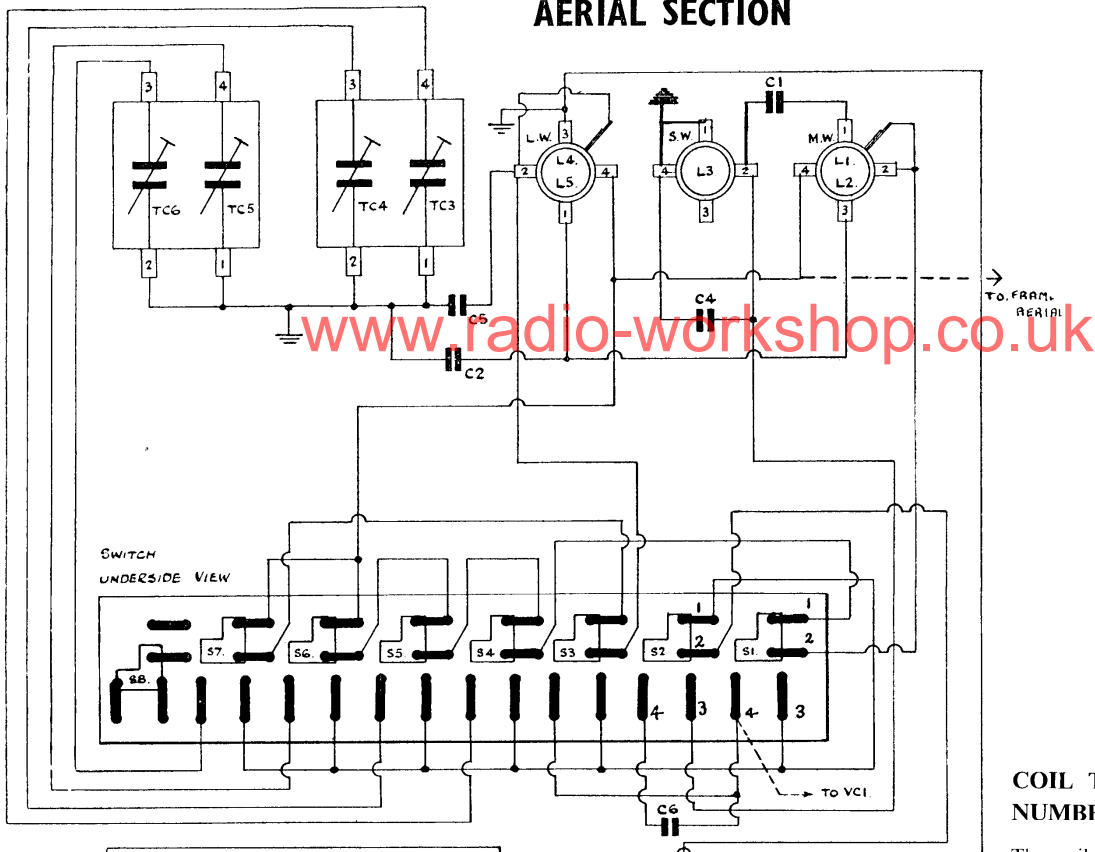 AERIAL SECTION
C1
3 4 3 4
L.W. 3
S.W. 1
M.W. 1
2 L4. 4
L5.
4 L3 2
4 L1. 2
L2.
TC6 TC5 TC4 TC3
1 3 3
2 1 2 1
C5
C4
TO. FRAM.
AERIAL
www.radio-workshop.co.uk
C2
SWITCH
UNDERSIDE VIEW
1 1
2 2
S7. S6. S5 S4 S3 S2 S1.
S8.
4 3 4 3
TO VC1.
C6
COIL T
NUMBE